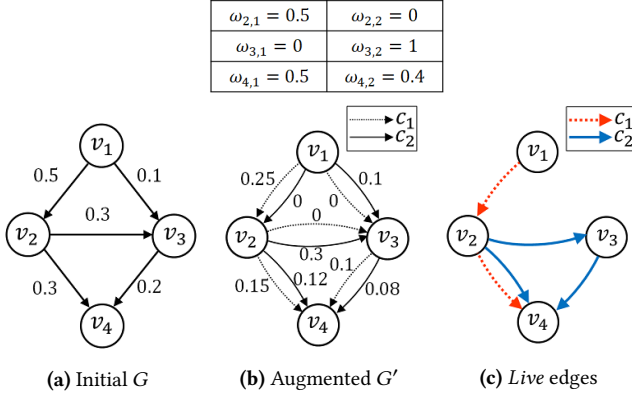 ω2,1 = 0.5 ω2,2 = 0
ω3,1 = 0 ω3,2 = 1
ω4,1 = 0.5 ω4,2 = 0.4
v1
0.5 0.1
0.3
v2 v3
0.3 0.2
v4
(a) Initial G
c1
c2
v1
0.25 0.1
0 0
0
v2 v3
0.3
0.15 0.12 0.1 0.08
v4
(b) Augmented G′
c1
c2
v1
v2 v3
v4
(c) Live edges